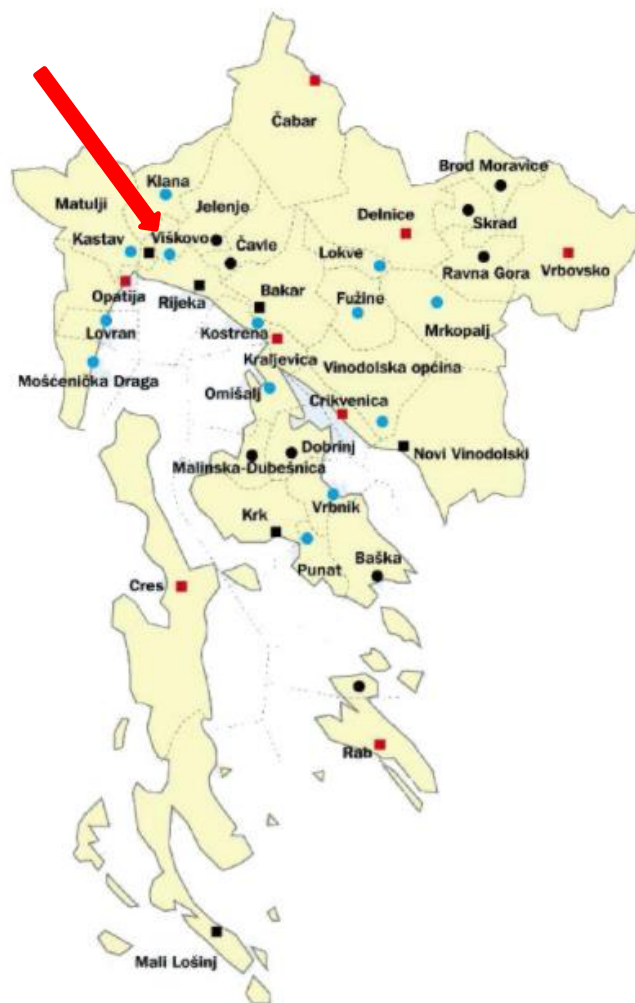 Čabar
Brod Moravice
Klana
Matulji
Jelenje
Delnice
Skrad
Kastav
Viškovo
Čavle
Lokve
Ravna Gora
Vrbovsko
Opatija
Rijeka
Bakar
Fužine
Lovran
Kostrena
Mrkopalj
Kraljevica
Mošćenička Draga
Vinodolska općina
Omišalj
Crikvenica
Dobrinj
Novi Vinodolski
Malinska-Dubešnica
Vrbnik
Krk
Punat
Baška
Cres
Rab
Mali Lošinj